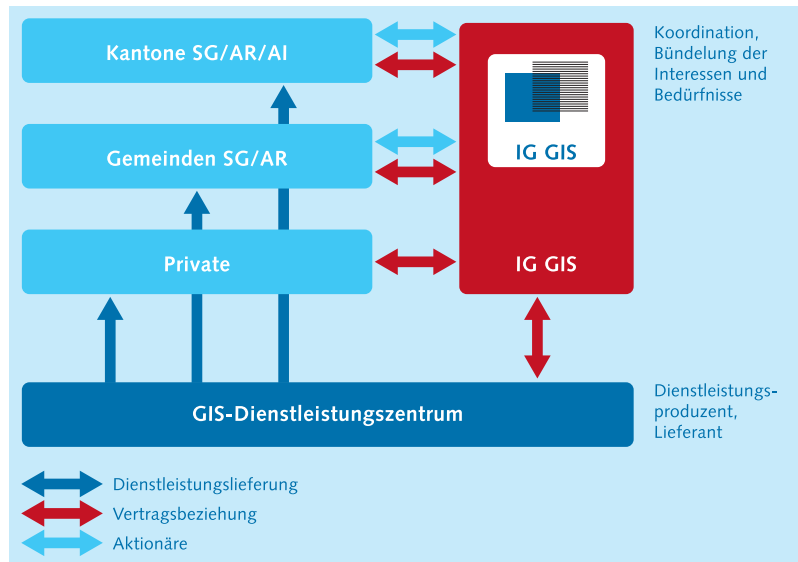 Kantone SG/AR/AI
Gemeinden SG/AR
Private
IG GIS
IG GIS
Koordination,
Bündelung der
Interessen und
Bedürfnisse
GIS-Dienstleistungszentrum
Dienstleistungs-
produzent,
Lieferant
Dienstleistungslieferung
Vertragsbeziehung
Aktionäre